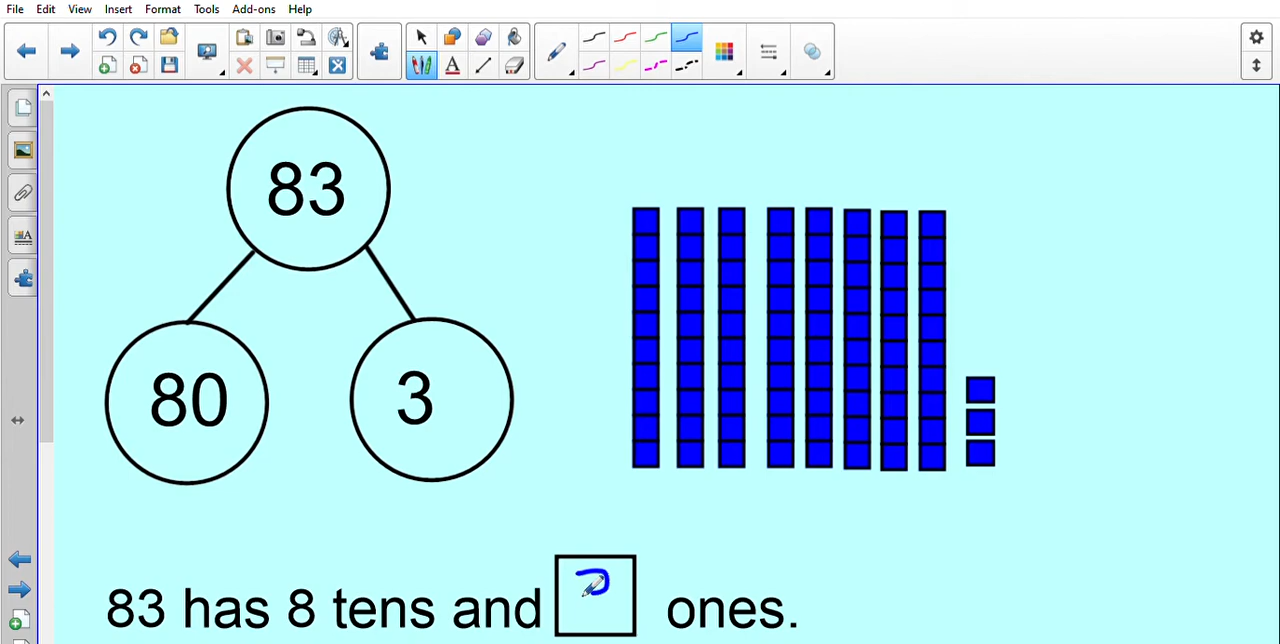 File Edit View Insert Format Tools Add-ons Help
83
80 3
83 has 8 tens and ones.